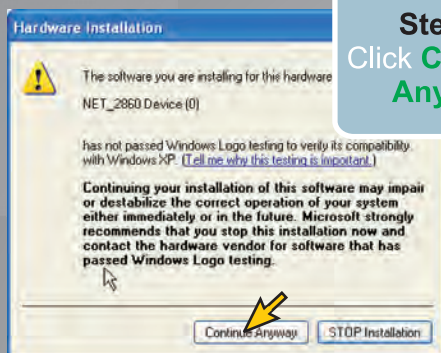 Hardware Installation
Click
The software you are installing for this hardware
NET_2860 Device (0)
has not passed Windows Logo testing to verify its compatibility
with Windows XP. (Tell me why this testing is important.)
Continuing your installation of this software may impair
or destabilize the correct operation of your system
either immediately or in the future. Microsoft strongly
recommends that you stop this installation now and
contact the hardware vendor for software that has
passed Windows Logo testing.
Continue Anyway
STOP Installation